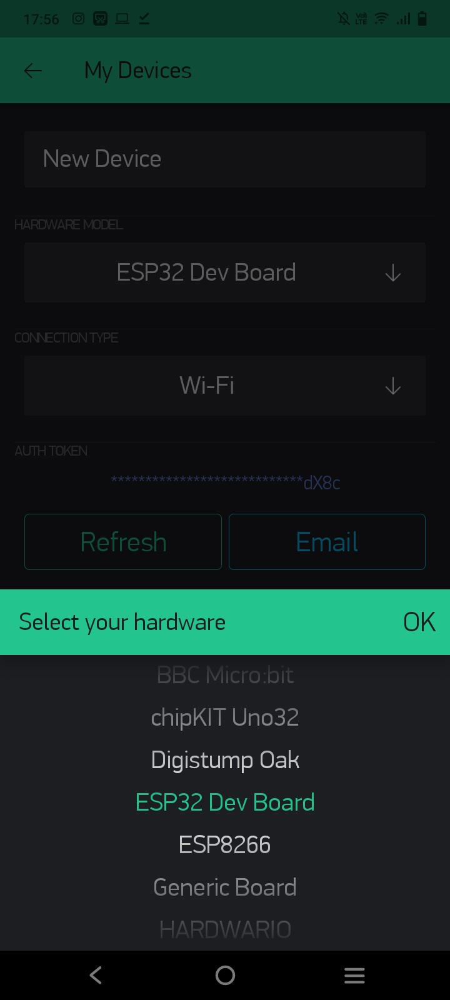 17:56
Vo
LTE
My Devices
New Device
HARDWARE MODEL
ESP32 Dev Board
CONNECTION TYPE
Wi-Fi
AUTH TOKEN
****************************dX8c
Refresh
Email
Select your hardware
OK
BBC Micro:bit
chipKIT Uno32
Digistump Oak
ESP32 Dev Board
ESP8266
Generic Board
HARDWARIO